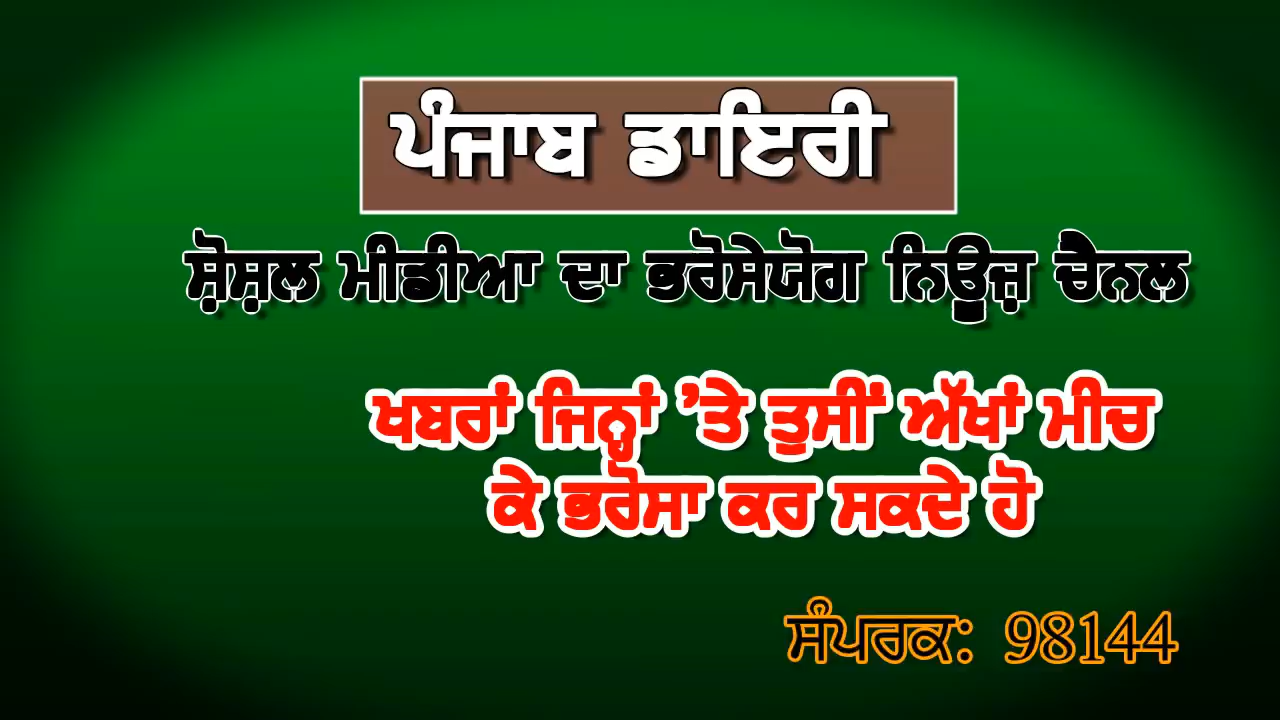 ਪੰਜਾਬ ਡਾਇਰੀ
ਸ਼ੋਸ਼ਲ ਮੀਡੀਆ ਦਾ ਭਰੋਸੇਯੋਗ ਨਿਊਜ਼ ਚੈਨਲ
ਖਬਰਾਂ ਜਿਨ੍ਹਾਂ ’ਤੇ ਤੁਸੀਂ ਅੱਖਾਂ ਮੀਚ
ਕੇ ਭਰੋਸਾ ਕਰ ਸਕਦੇ ਹੋ
ਸੰਪਰਕ: 98144